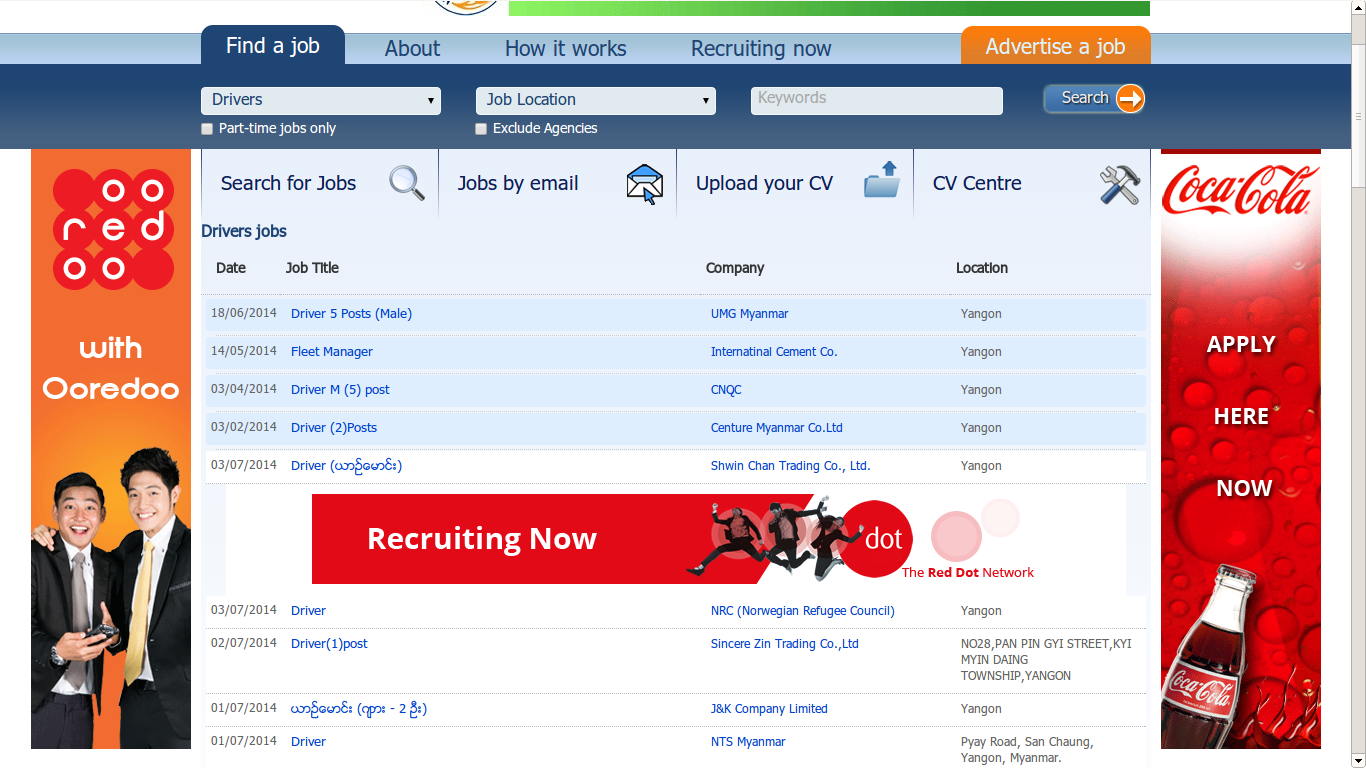 Find a job
About
How it works
Recruiting now
Advertise a job
Drivers
Job Location
Keywords
Search
Part-time jobs only
Exclude Agencies
Search for Jobs
Jobs by email
Upload your CV
CV Centre
Drivers jobs
Date Job Title Company Location
18/06/2014 Driver 5 Posts (Male) UMG Myanmar Yangon
14/05/2014 Fleet Manager Internatinal Cement Co. Yangon
03/04/2014 Driver M (5) post CNQC Yangon
03/02/2014 Driver (2)Posts Centure Myanmar Co.Ltd Yangon
03/07/2014 Driver (ယာဉ်မောင်း) Shwin Chan Trading Co., Ltd. Yangon
Recruiting Now
dot
The Red Dot Network
03/07/2014 Driver NRC (Norwegian Refugee Council) Yangon
02/07/2014 Driver(1)post Sincere Zin Trading Co.,Ltd NO28,PAN PIN GYI STREET,KYI
MYIN DAING
TOWNSHIP,YANGON
01/07/2014 ယာဉ်မောင်း (ကျား - 2 ဦး) J&K Company Limited Yangon
01/07/2014 Driver NTS Myanmar Pyay Road, San Chaung,
Yangon, Myanmar.
oo
red
oo
with
Ooredoo
Coca-Cola
APPLY
HERE
NOW
Coca-Cola